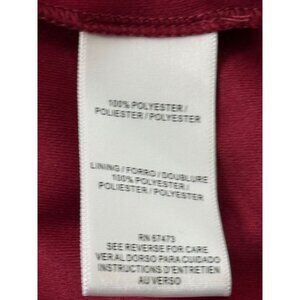 100% POLYESTER /
POLIESTER / POLYESTER
LINING / FORRO / DOUBLURE
100% POLYESTER /
POLIESTER / POLYESTER
RN 67473
SEE REVERSE FOR CARE
VER AL DORSO PARA CUIDADO
INSTRUCTIONS D'ENTRETIEN
AU VERSO